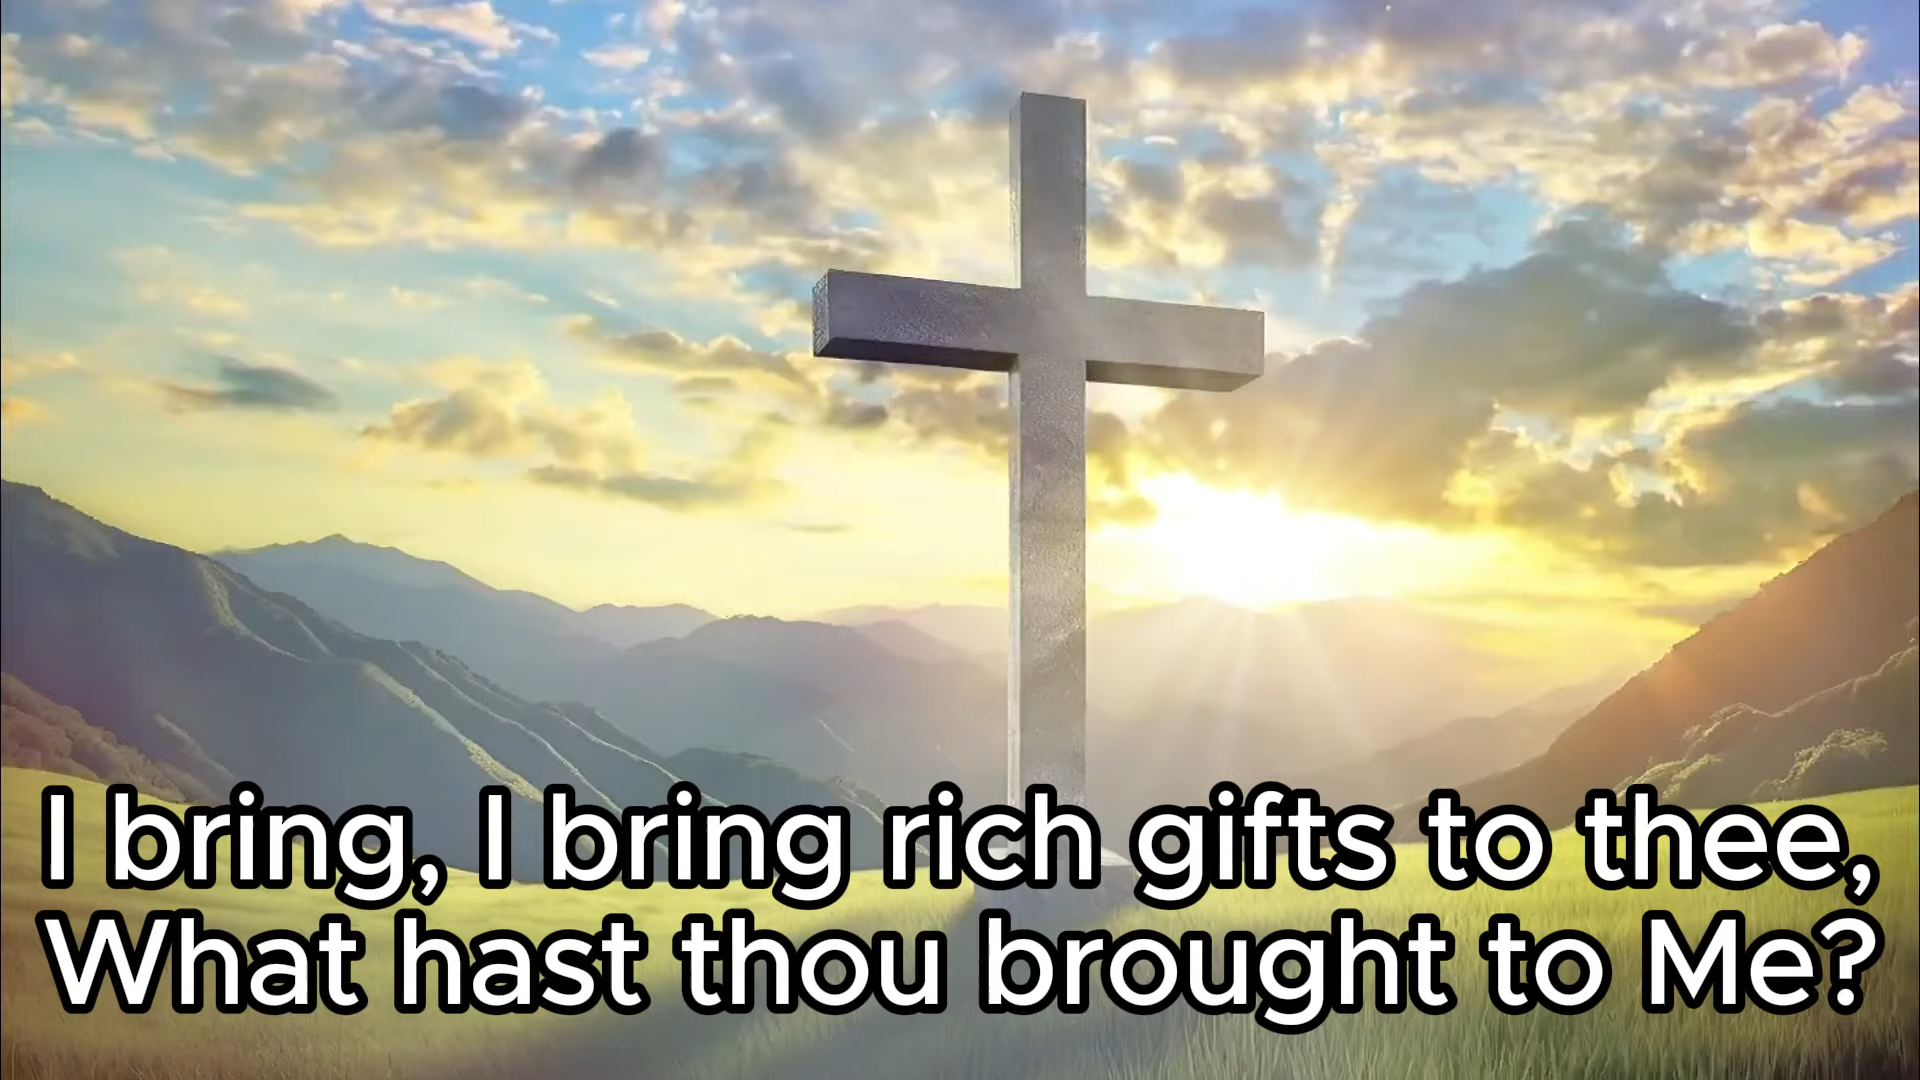 I bring, I bring rich gifts to thee,
What hast thou brought to Me?